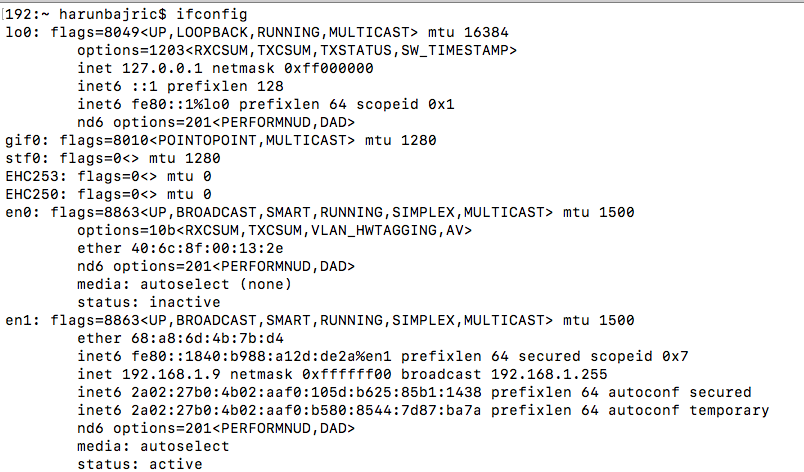 [192:~ harunbajric$ ifconfig
lo0: flags=8049<UP,LOOPBACK,RUNNING,MULTICAST> mtu 16384
options=1203<RXCSUM,TXCSUM,TXSTATUS,SW_TIMESTAMP>
inet 127.0.0.1 netmask 0xff000000
inet6 ::1 prefixlen 128
inet6 fe80::1%lo0 prefixlen 64 scopeid 0x1
nd6 options=201<PERFORMNUD,DAD>
gif0: flags=8010<POINTOPOINT,MULTICAST> mtu 1280
stf0: flags=0<> mtu 1280
EHC253: flags=0<> mtu 0
EHC250: flags=0<> mtu 0
en0: flags=8863<UP,BROADCAST,SMART,RUNNING,SIMPLEX,MULTICAST> mtu 1500
options=10b<RXCSUM,TXCSUM,VLAN_HWTAGGING,AV>
ether 40:6c:8f:00:13:2e
nd6 options=201<PERFORMNUD,DAD>
media: autoselect (none)
status: inactive
en1: flags=8863<UP,BROADCAST,SMART,RUNNING,SIMPLEX,MULTICAST> mtu 1500
ether 68:a8:6d:4b:7b:d4
inet6 fe80::1840:b988:a12d:de2a%en1 prefixlen 64 secured scopeid 0x7
inet 192.168.1.9 netmask 0xffffff00 broadcast 192.168.1.255
inet6 2a02:27b0:4b02:aaf0:105d:b625:85b1:1438 prefixlen 64 autoconf secured
inet6 2a02:27b0:4b02:aaf0:b580:8544:7d87:ba7a prefixlen 64 autoconf temporary
nd6 options=201<PERFORMNUD,DAD>
media: autoselect
status: active